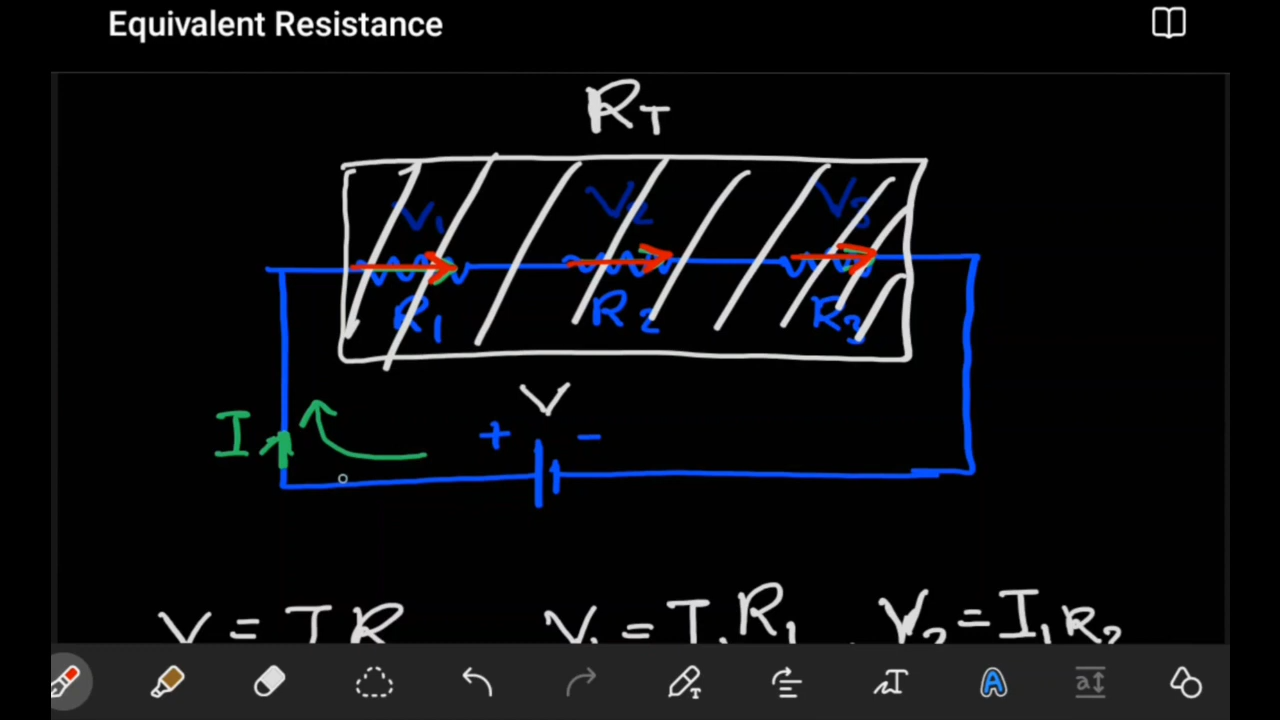 Equivalent Resistance
RT
V1 V2 V3
R1 R2 R3
V
I + -
V = IR V1 = I1R1, V2 = I1R2
T T A a